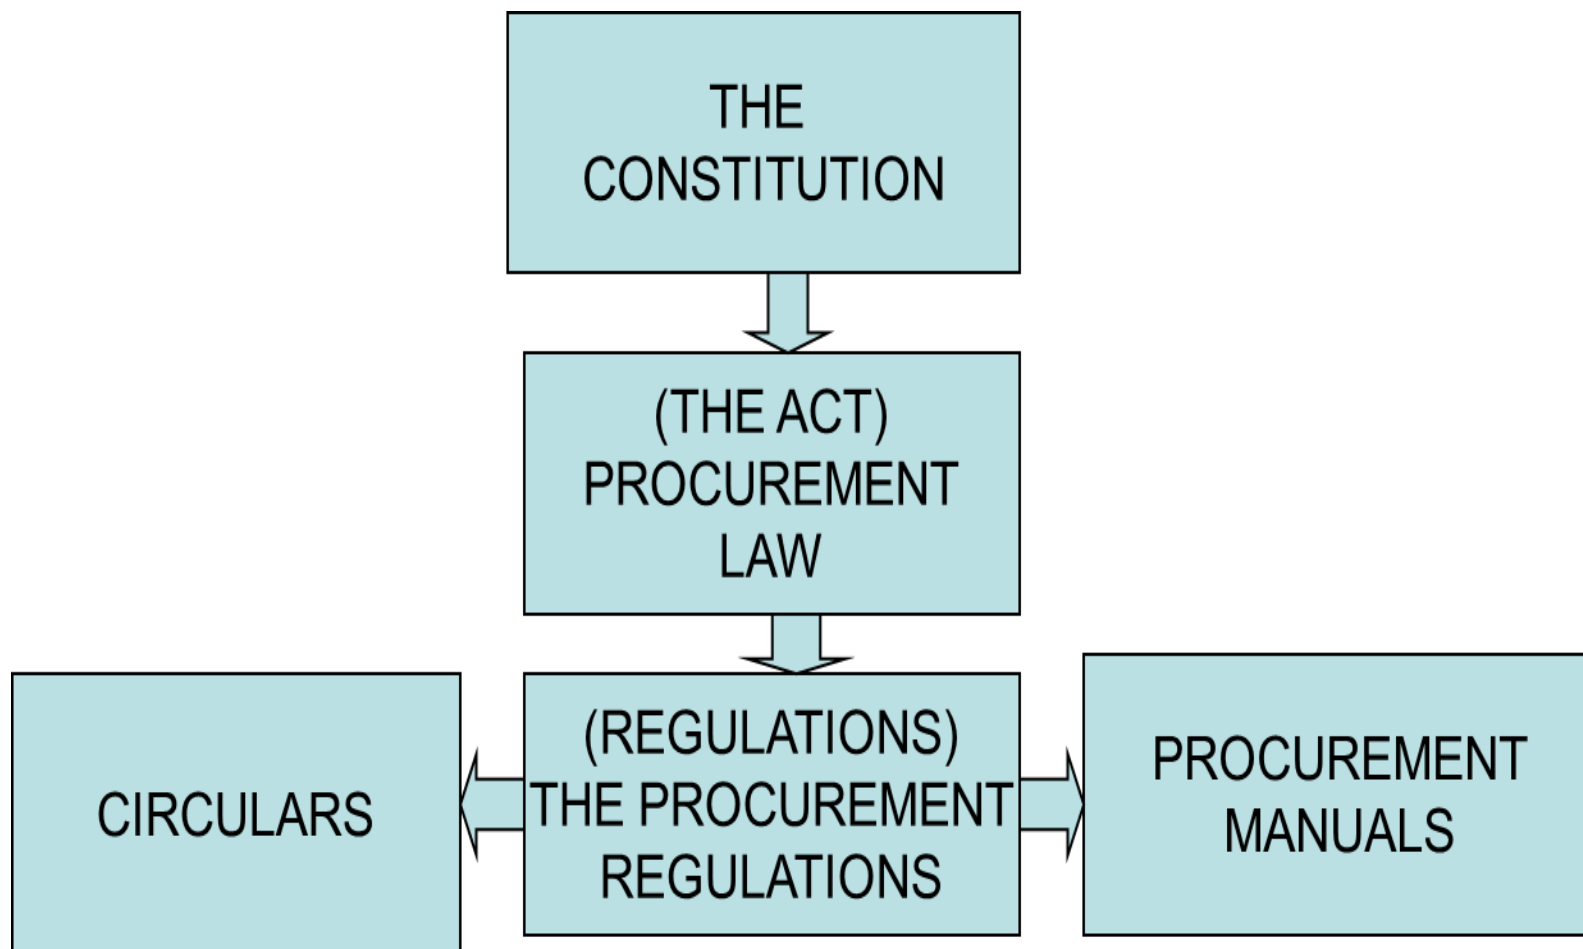 THE
CONSTITUTION
(THE ACT)
PROCUREMENT
LAW
CIRCULARS
(REGULATIONS)
THE PROCUREMENT
REGULATIONS
PROCUREMENT
MANUALS